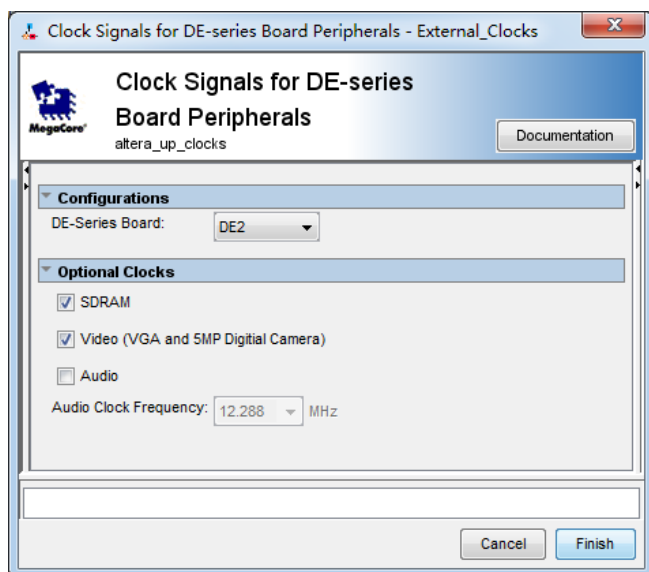 Clock Signals for DE-series Board Peripherals - External_Clocks
Clock Signals for DE-series
Board Peripherals
MegaCore®
altera_up_clocks
Documentation
Configurations
DE-Series Board:
DE2
Optional Clocks
SDRAM
Video (VGA and 5MP Digitial Camera)
Audio
Audio Clock Frequency:
12.288
MHz
Cancel
Finish